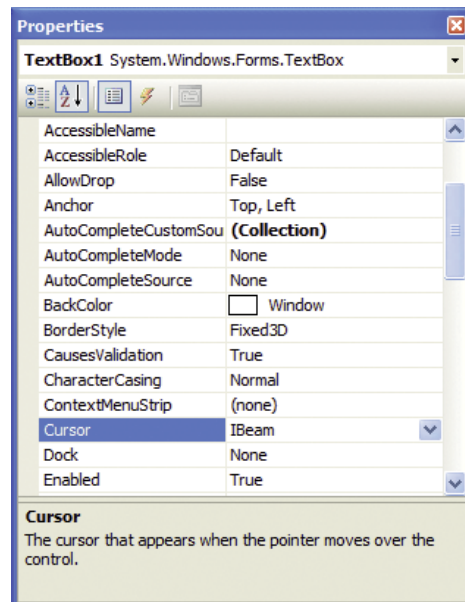 Properties
TextBox1 System.Windows.Forms.TextBox
AccessibleName
AccessibleRole Default
AllowDrop False
Anchor Top, Left
AutoCompleteCustomSou (Collection)
AutoCompleteMode None
AutoCompleteSource None
BackColor Window
BorderStyle Fixed3D
CausesValidation True
CharacterCasing Normal
ContextMenuStrip (none)
Cursor IBeam
Dock None
Enabled True
Cursor
The cursor that appears when the pointer moves over the
control.